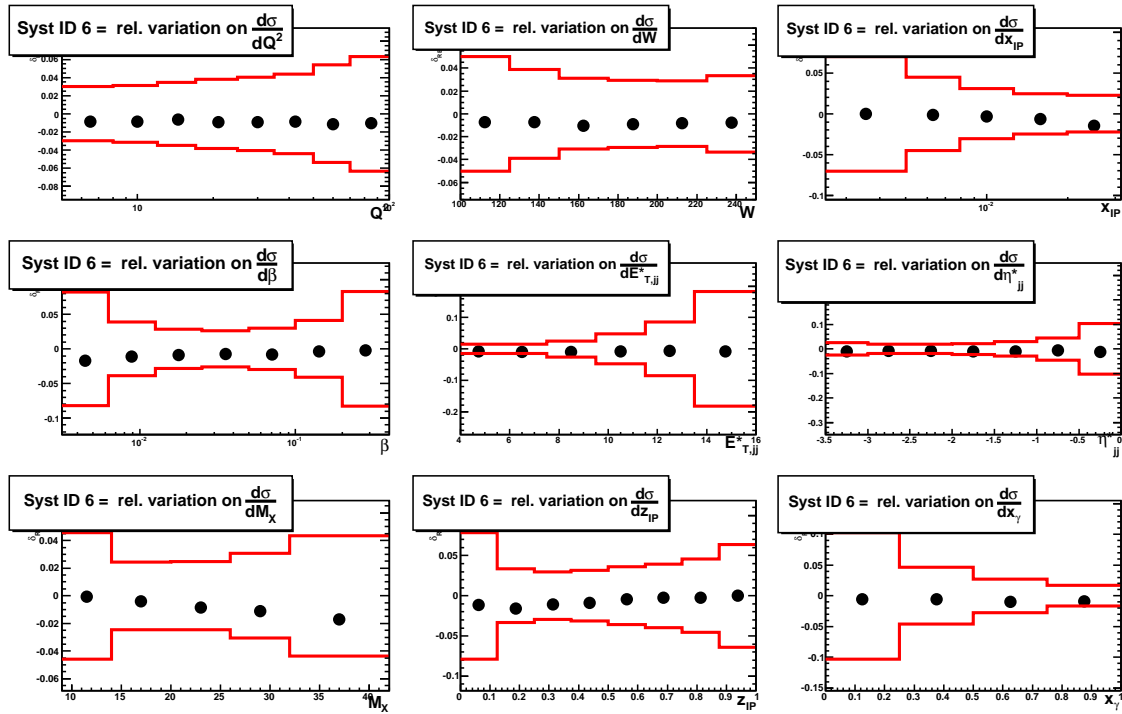 Syst ID 6 = rel. variation on dσ/dQ²
0.06
0.04
0.02
0
-0.02
-0.04
-0.06
-0.08
10
Q²
Syst ID 6 = rel. variation on dσ/dW
0.04
0.02
0
-0.02
-0.04
-0.06
100 120 140 160 180 200 220 240
W
Syst ID 6 = rel. variation on dσ/dx_IP
0.05
0
-0.05
-0.1
10⁻²
x_IP
Syst ID 6 = rel. variation on dσ/dβ
0.05
0
-0.05
-0.1
10⁻² 10⁻¹
β
Syst ID 6 = rel. variation on dσ/dE*_T,jj
0.1
0
-0.1
-0.2
4 6 8 10 12 14 16
E*_T,jj
Syst ID 6 = rel. variation on dσ/dη*_jj
0.1
0
-0.1
-0.2
-0.3
-3.5 -3 -2.5 -2 -1.5 -1 -0.5 0
η*_jj
Syst ID 6 = rel. variation on dσ/dM_X
0.04
0.02
0
-0.02
-0.04
-0.06
10 15 20 25 30 35 40
M_X
Syst ID 6 = rel. variation on dσ/dz_IP
0.05
0
-0.05
-0.1
0 0.1 0.2 0.3 0.4 0.5 0.6 0.7 0.8 0.9 1
z_IP
Syst ID 6 = rel. variation on dσ/dx_γ
0.05
0
-0.05
-0.1
-0.15
0 0.1 0.2 0.3 0.4 0.5 0.6 0.7 0.8 0.9 1
x_γ